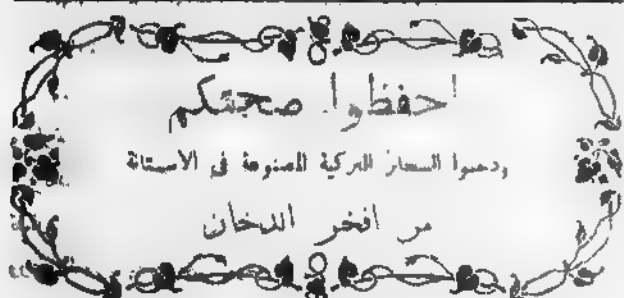 احفظوا صحتكم
ودخنوا السجائر التركية المصنوعة في الاستانة
من افخر الدخان